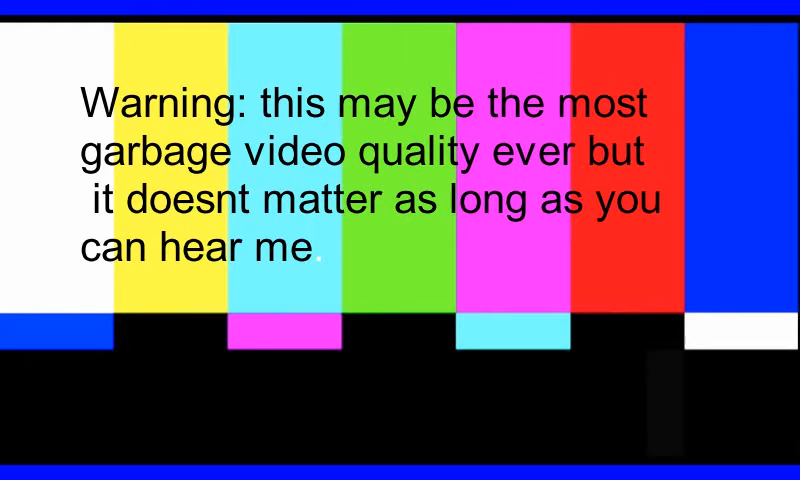 Warning: this may be the most
garbage video quality ever but
it doesnt matter as long as you
can hear me.